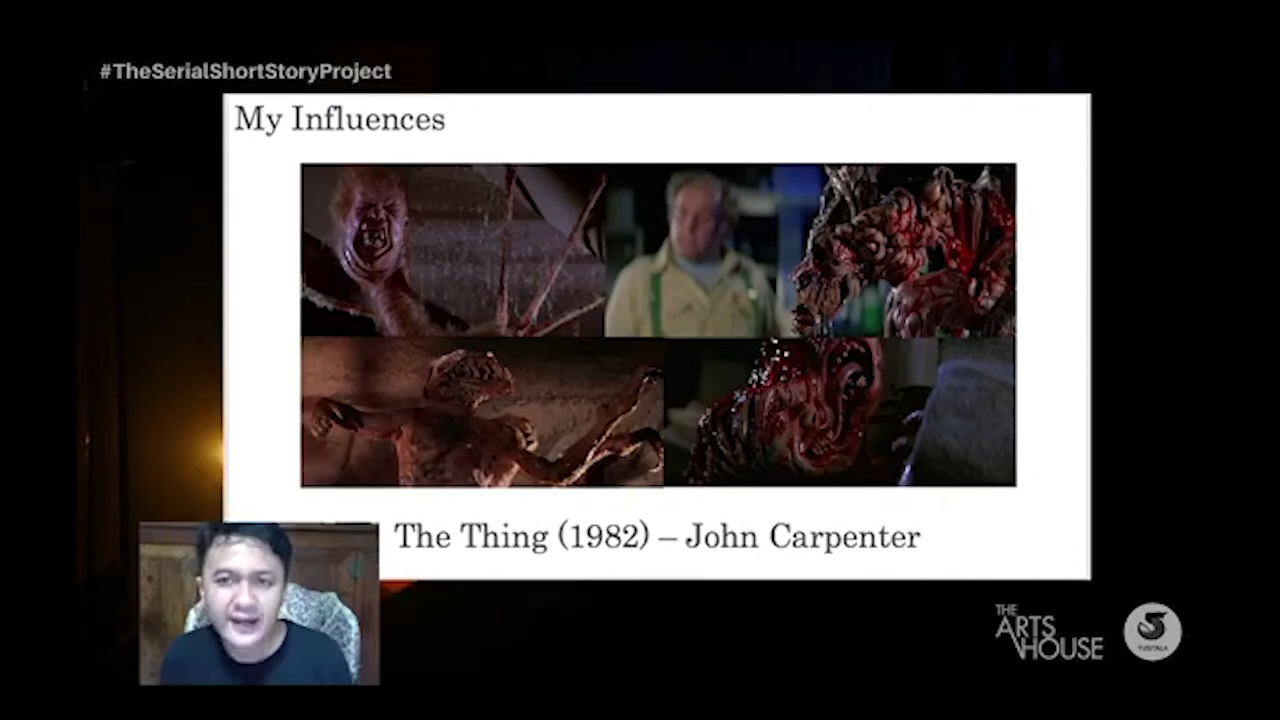 #TheSerialShortStoryProject
My Influences
The Thing (1982) – John Carpenter
THE
ARTS
HOUSE
TUSITALA